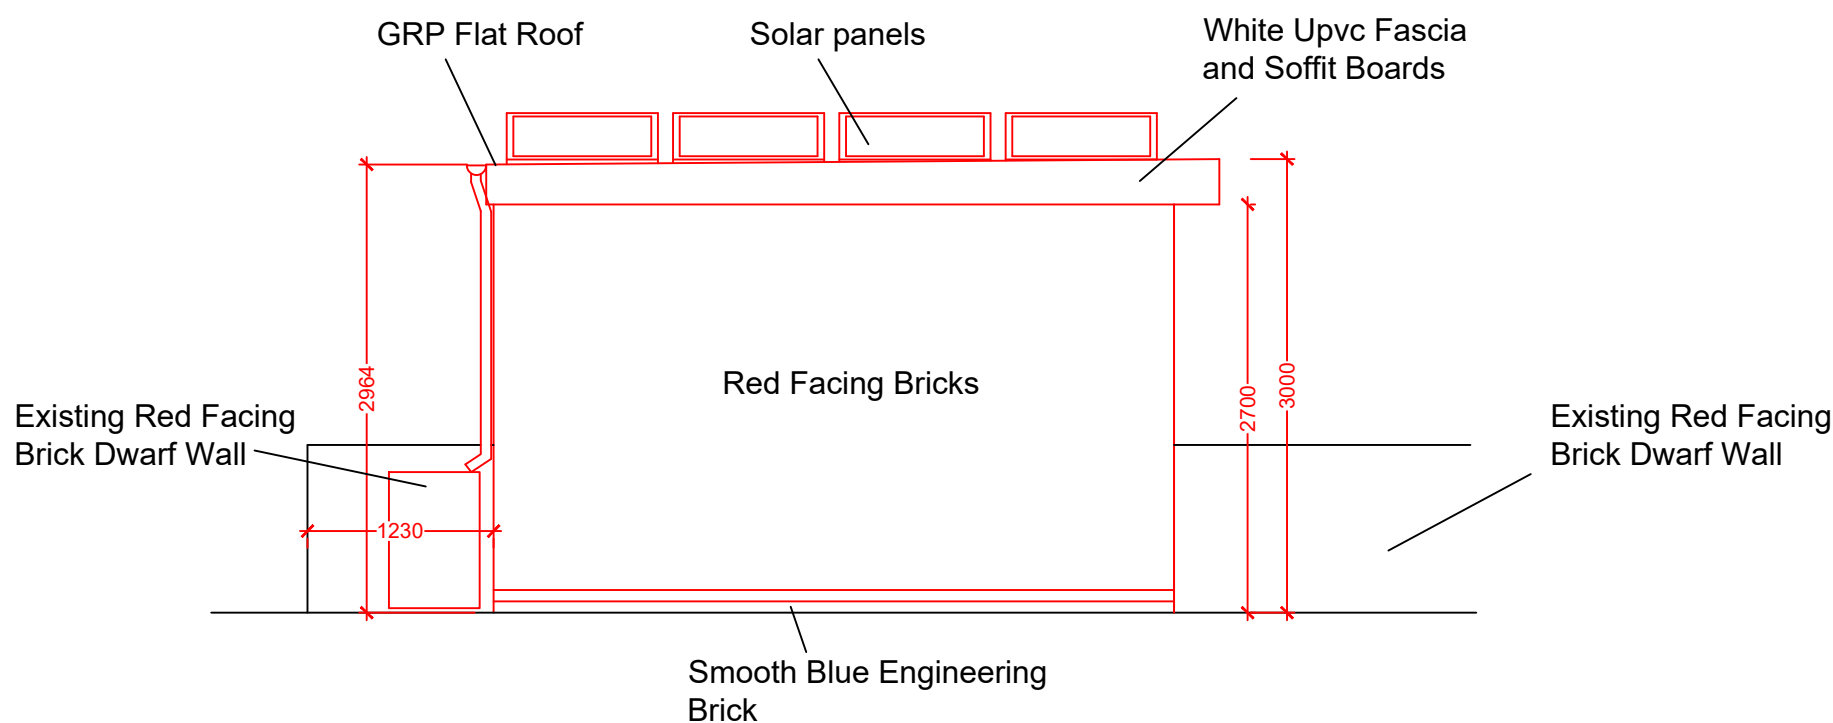 GRP Flat Roof
Solar panels
White Upvc Fascia
and Soffit Boards
2964
Red Facing Bricks
2700
3000
Existing Red Facing
Brick Dwarf Wall
Existing Red Facing
Brick Dwarf Wall
1230
Smooth Blue Engineering
Brick